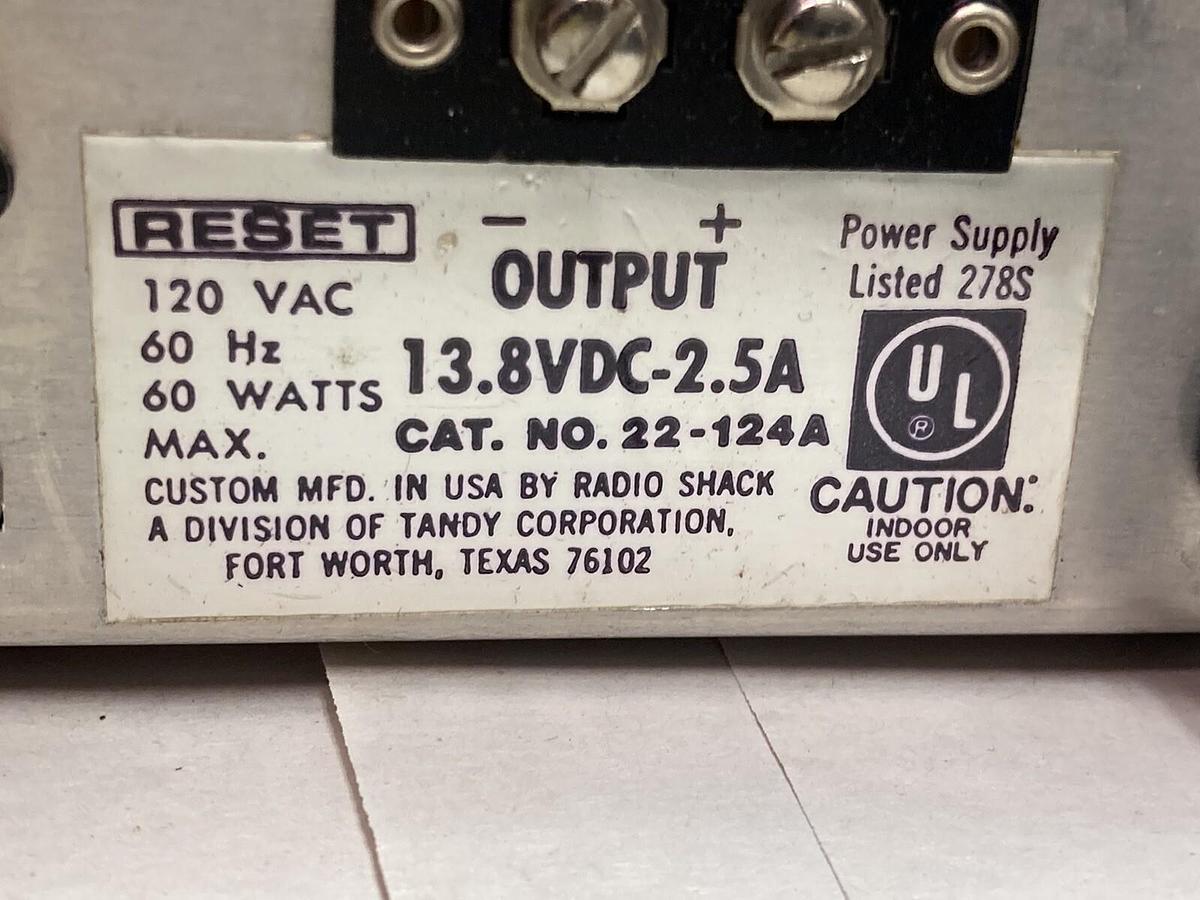 RESET
120 VAC
60 Hz
60 WATTS
MAX.
− +
OUTPUT
13.8VDC-2.5A
CAT. NO. 22-124A
CUSTOM MFD. IN USA BY RADIO SHACK
A DIVISION OF TANDY CORPORATION,
FORT WORTH, TEXAS 76102
Power Supply
Listed 278S
UL
®
CAUTION:
INDOOR
USE ONLY